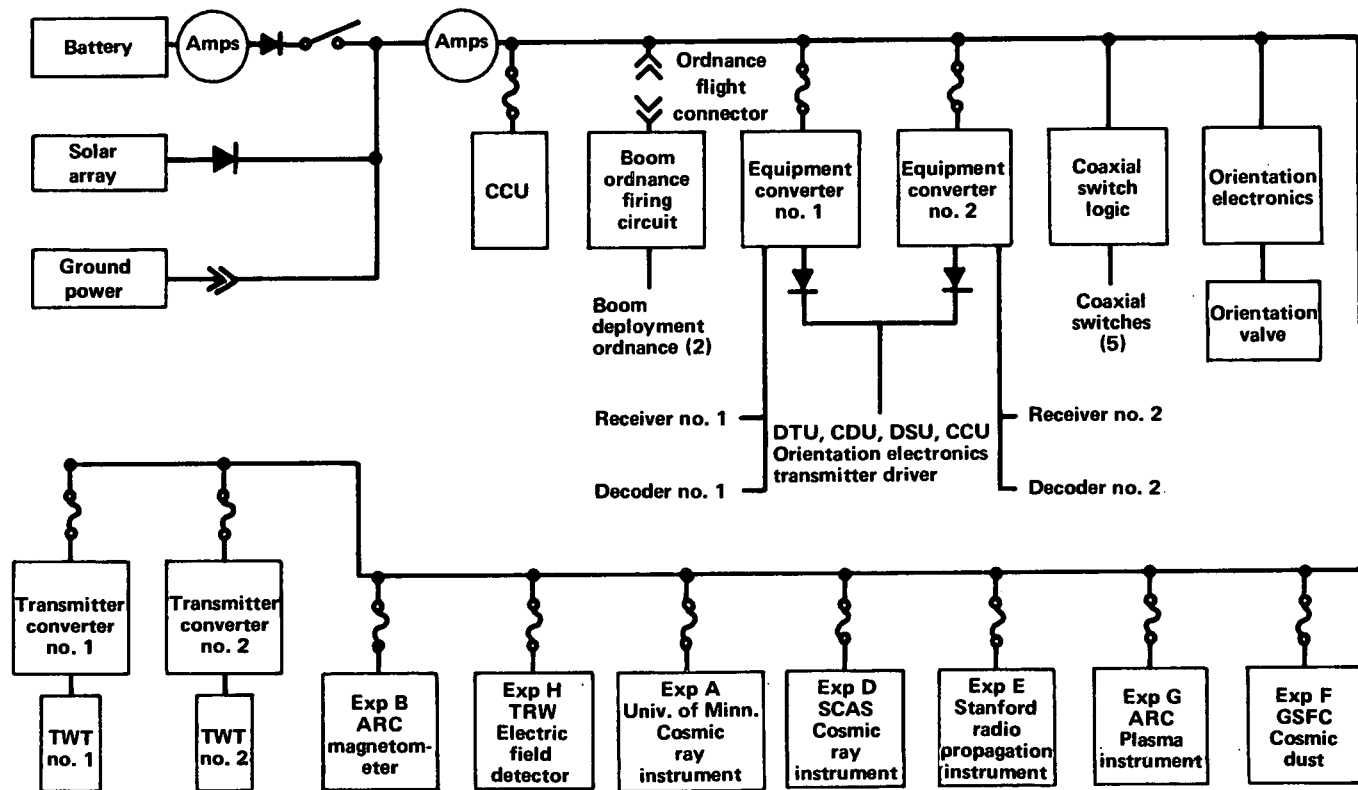 Battery
Amps
Amps
Ordnance
flight
connector
Solar
array
Ground
power
CCU
Boom
ordnance
firing
circuit
Equipment
converter
no. 1
Equipment
converter
no. 2
Coaxial
switch
logic
Orientation
electronics
Boom
deployment
ordnance (2)
Coaxial
switches
(5)
Orientation
valve
Receiver no. 1
Decoder no. 1
DTU, CDU, DSU, CCU
Orientation electronics
transmitter driver
Receiver no. 2
Decoder no. 2
Transmitter
converter
no. 1
Transmitter
converter
no. 2
TWT
no. 1
TWT
no. 2
Exp B
ARC
magnetom-
eter
Exp H
TRW
Electric
field
detector
Exp A
Univ. of Minn.
Cosmic
ray
instrument
Exp D
SCAS
Cosmic
ray
instrument
Exp E
Stanford
radio
propagation
instrument
Exp G
ARC
Plasma
instrument
Exp F
GSFC
Cosmic
dust